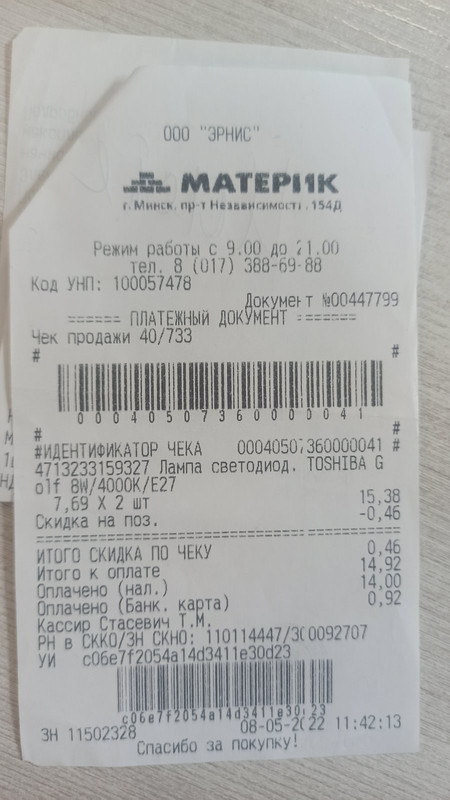 ООО "ЭРНИС"
МАТЕРИК
г. Минск, пр-т Независимости, 154Д
Режим работы с 9.00 до 21.00
тел. 8 (017) 388-69-88
Код УНП: 100057478
Документ №00447799
====== ПЛАТЕЖНЫЙ ДОКУМЕНТ =======
Чек продажи 40/733
# #
00040507360000041
# #
#ИДЕНТИФИКАТОР ЧЕКА 00040507360000041 #
4713233159327 Лампа светодиод. TOSHIBA G
olf 8W/4000K/E27
7,69 X 2 шт 15,38
Скидка на поз. -0,46
ИТОГО СКИДКА ПО ЧЕКУ 0,46
Итого к оплате 14,92
Оплачено (нал.) 14,00
Оплачено (Банк. карта) 0,92
Кассир Стасевич Т.М.
РН в СККО/ЗН СКНО: 110114447/300092707
УИ c06e7f2054a14d3411e30d23
c06e7f2054a14d3411e30d23
ЗН 11502328 08-05-2022 11:42:13
Спасибо за покупку!